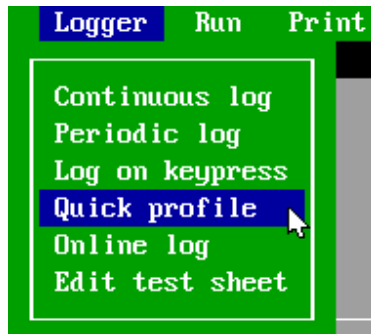 Logger Run Print
Continuous log
Periodic log
Log on keypress
Quick profile
Online log
Edit test sheet